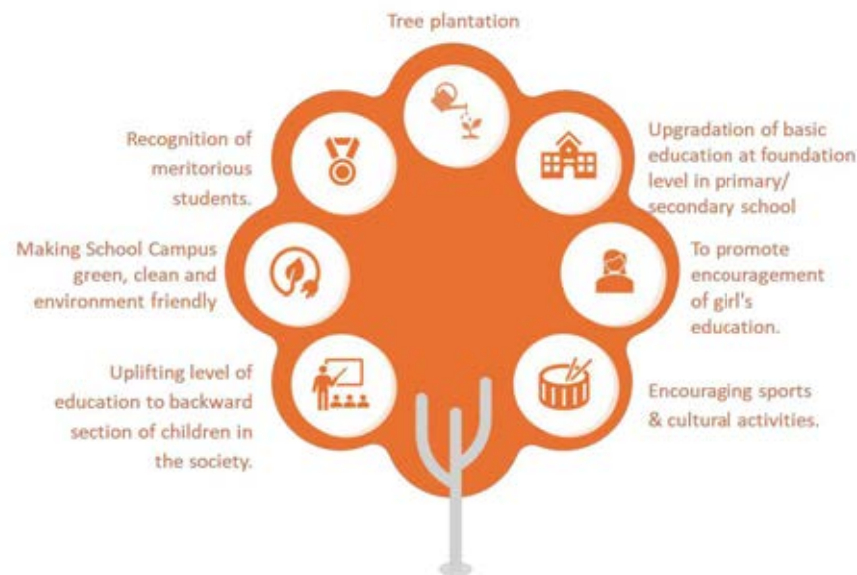 Tree plantation
Recognition of
meritorious
students.
Upgradation of basic
education at foundation
level in primary/
secondary school
Making School Campus
green, clean and
environment friendly
To promote
encouragement
of girl's
education.
Uplifting level of
education to backward
section of children in
the society.
Encouraging sports
& cultural activities.